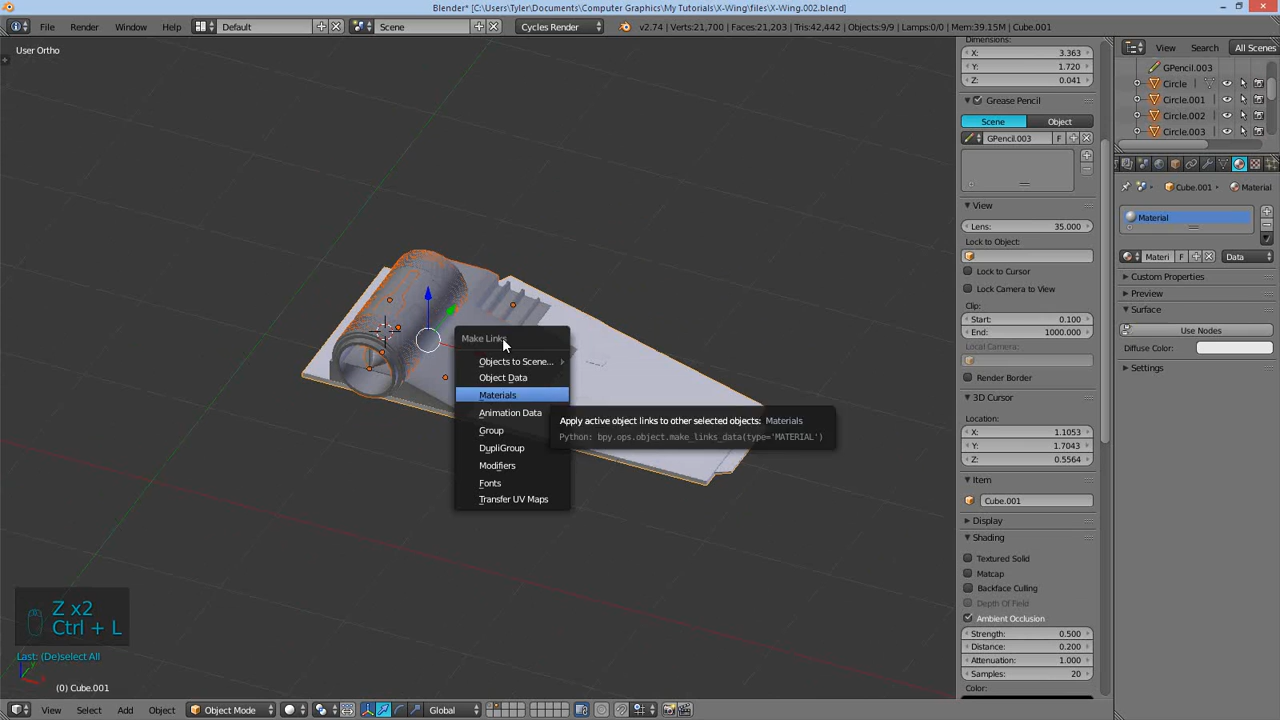 Blender* [C:\Users\Tyler\Documents\Computer Graphics\My Tutorials\X-Wing\files\X-Wing.002.blend]
File Render Window Help Default Scene Cycles Render v2.74 | Verts:21,700 | Faces:21,203 | Tris:42,442 | Objects:9/9 | Lamps:0/0 | Mem:39.15M | Cube.001
View Search All Scenes
User Ortho
GPencil.003
Circle
Circle.001
Circle.002
Circle.003
Dimensions:
X: 3.363
Y: 1.720
Z: 0.041
Grease Pencil
Scene Object
GPencil.003 F
View
Lens: 35.000
Lock to Object:
Lock to Cursor
Lock Camera to View
Clip:
Start: 0.100
End: 1000.000
Local Camera:
Render Border
3D Cursor
Location:
X: 1.1053
Y: 1.7043
Z: 0.5564
Item
Cube.001
Display
Shading
Textured Solid
Matcap
Backface Culling
Depth Of Field
Ambient Occlusion
Strength: 0.500
Distance: 0.200
Attenuation: 1.000
Samples: 20
Color:
Cube.001 Material
Material
Materi F Data
Custom Properties
Preview
Surface
Use Nodes
Diffuse Color:
Settings
Make Links
Objects to Scene...
Object Data
Materials
Animation Data
Group
DupliGroup
Modifiers
Fonts
Transfer UV Maps
Apply active object links to other selected objects: Materials
Python: bpy.ops.object.make_links_data(type='MATERIAL')
Z x2
Ctrl + L
Last: (De)select All
(0) Cube.001
View Select Add Object Object Mode Global